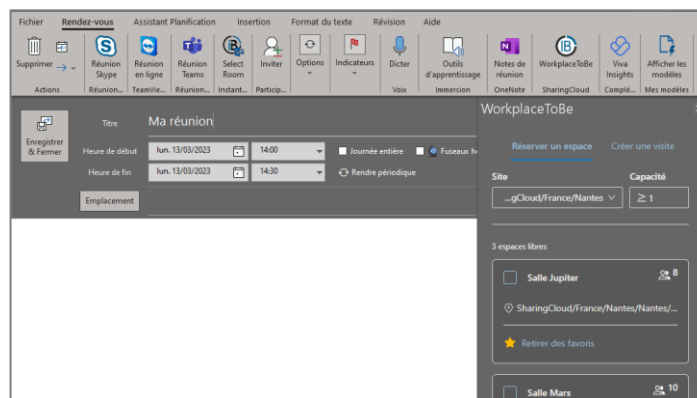 Fichier Rendez-vous Assistant Planification Insertion Format du texte Révision Aide
Supprimer
Réunion Skype
Réunion en ligne
Réunion Teams
Select Room
Inviter
Options
Indicateurs
Dicter
Outils d'apprentissage
Notes de réunion
WorkplaceToBe
Viva Insights
Afficher les modèles
Actions Réunion... TeamVie... Réunion... Instant... Particip... Voix Immersion OneNote SharingCloud Complé... Mes modèles
Enregistrer & Fermer
Titre Ma réunion
Heure de début lun. 13/03/2023 14:00 Journée entière Fuseaux
Heure de fin lun. 13/03/2023 14:30 Rendre périodique
Emplacement
WorkplaceToBe
Réserver un espace Créer une visite
Site Capacité
...gCloud/France/Nantes ≥ 1
3 espaces libres
Salle Jupiter 8
SharingCloud/France/Nantes/Nantes/...
Retirer des favoris
Salle Mars 10